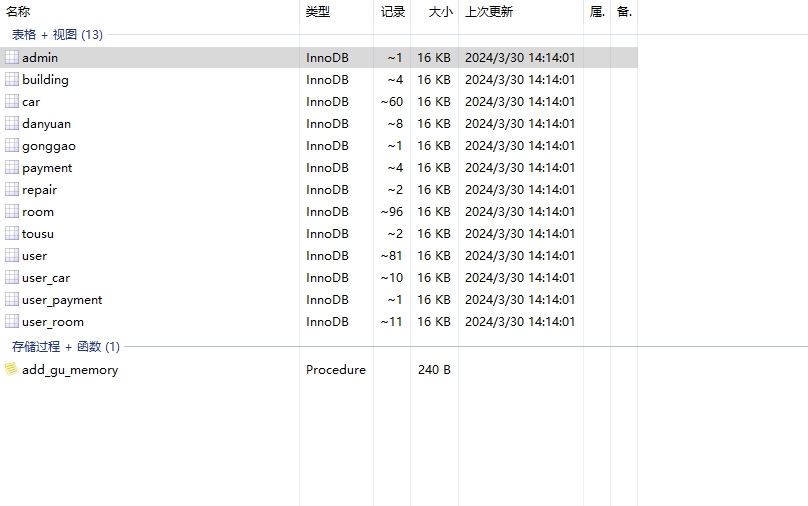 名称 类型 记录 大小 上次更新 属. 备.
表格 + 视图 (13)
admin InnoDB ~1 16 KB 2024/3/30 14:14:01
building InnoDB ~4 16 KB 2024/3/30 14:14:01
car InnoDB ~60 16 KB 2024/3/30 14:14:01
danyuan InnoDB ~8 16 KB 2024/3/30 14:14:01
gonggao InnoDB ~1 16 KB 2024/3/30 14:14:01
payment InnoDB ~4 16 KB 2024/3/30 14:14:01
repair InnoDB ~2 16 KB 2024/3/30 14:14:01
room InnoDB ~96 16 KB 2024/3/30 14:14:01
tousu InnoDB ~2 16 KB 2024/3/30 14:14:01
user InnoDB ~81 16 KB 2024/3/30 14:14:01
user_car InnoDB ~10 16 KB 2024/3/30 14:14:01
user_payment InnoDB ~1 16 KB 2024/3/30 14:14:01
user_room InnoDB ~11 16 KB 2024/3/30 14:14:01
存储过程 + 函数 (1)
add_gu_memory Procedure 240 B